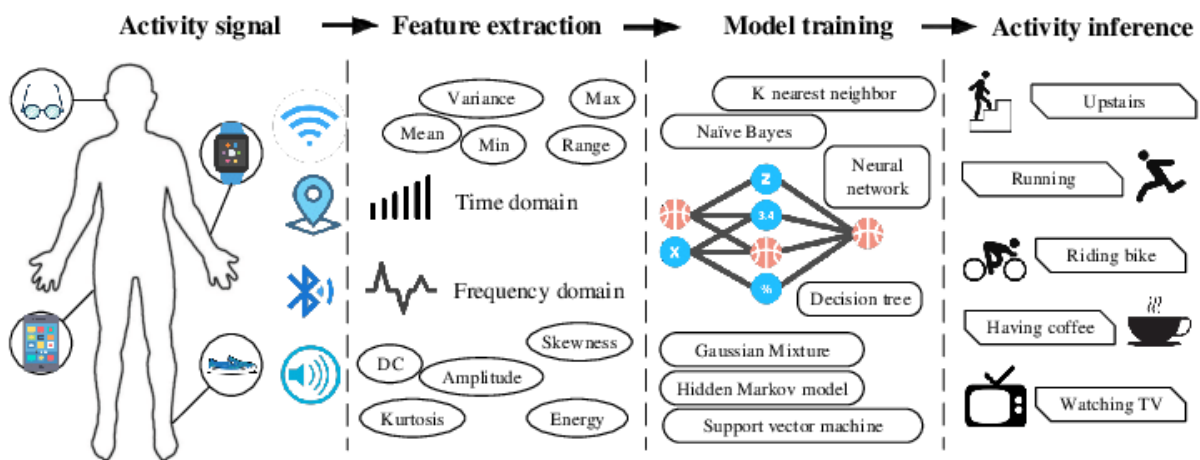 Activity signal
Feature extraction
Model training
Activity inference
Variance
Max
Mean
Min
Range
Time domain
Frequency domain
Skewness
DC
Amplitude
Kurtosis
Energy
K nearest neighbor
Naïve Bayes
Neural
network
Z
3.4
X
%
Decision tree
Gaussian Mixture
Hidden Markov model
Support vector machine
Upstairs
Running
Riding bike
Having coffee
Watching TV